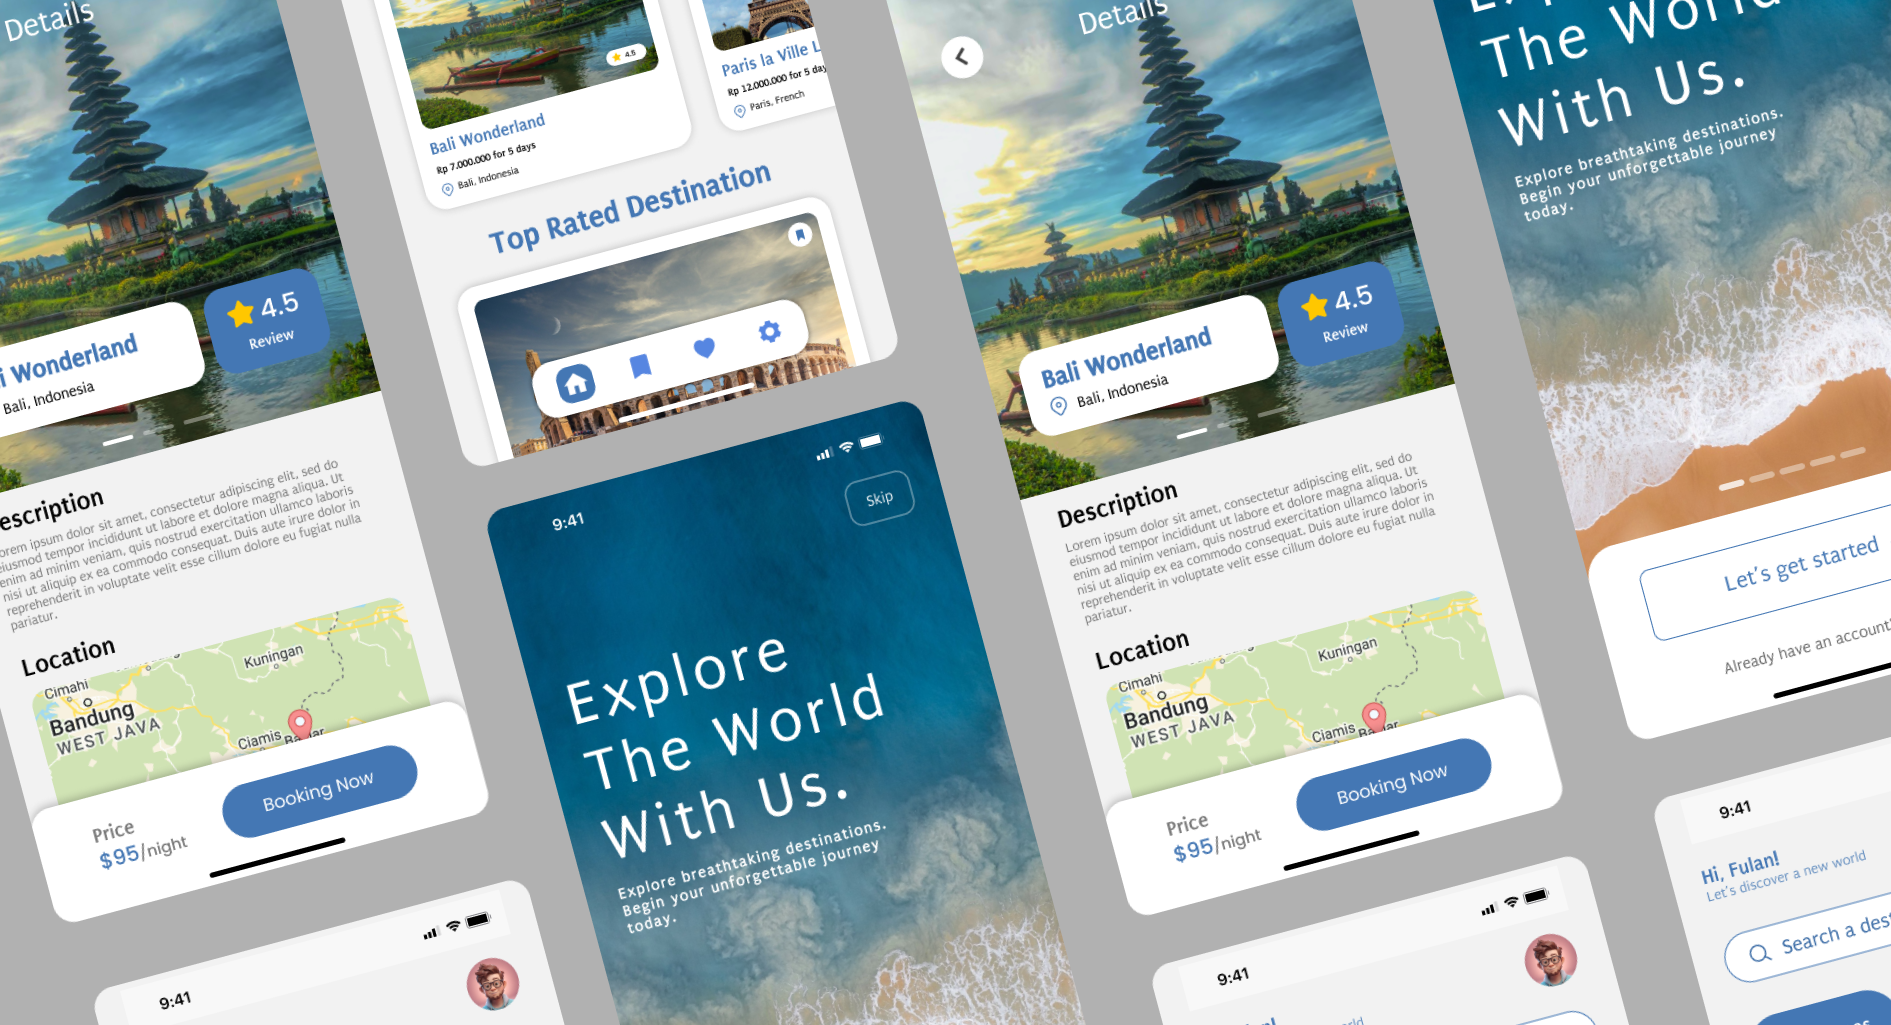 Details
Wonderland
Bali, Indonesia
4.5
Review
escription
orem ipsum dolor sit amet, consectetur adipiscing elit, sed do
eiusmod tempor incididunt ut labore et dolore magna aliqua. Ut
enim ad minim veniam, quis nostrud exercitation ullamco laboris
nisi ut aliquip ex ea commodo consequat. Duis aute irure dolor in
reprehenderit in voluptate velit esse cillum dolore eu fugiat nulla
pariatur.
Location
Cimahi
Kuningan
Bandung
WEST JAVA
Ciamis
Price
$95/night
Booking Now
9:41
4.5
Bali Wonderland
Rp 7.000.000 for 5 days
Bali, Indonesia
Paris la Ville L
Rp 12.000.000 for 5 day
Paris, French
Top Rated Destination
9:41
Skip
Explore
The World
With Us.
Explore breathtaking destinations.
Begin your unforgettable journey
today.
Details
Bali Wonderland
Bali, Indonesia
4.5
Review
Description
Lorem ipsum dolor sit amet, consectetur adipiscing elit, sed do
eiusmod tempor incididunt ut labore et dolore magna aliqua. Ut
enim ad minim veniam, quis nostrud exercitation ullamco laboris
nisi ut aliquip ex ea commodo consequat. Duis aute irure dolor in
reprehenderit in voluptate velit esse cillum dolore eu fugiat nulla
pariatur.
Location
Cimahi
Kuningan
Bandung
WEST JAVA
Ciamis
Price
$95/night
Booking Now
9:41
The World
With Us.
Explore breathtaking destinations.
Begin your unforgettable journey
today.
Let's get started
Already have an account?
9:41
Hi, Fulan!
Let's discover a new world
Search a des